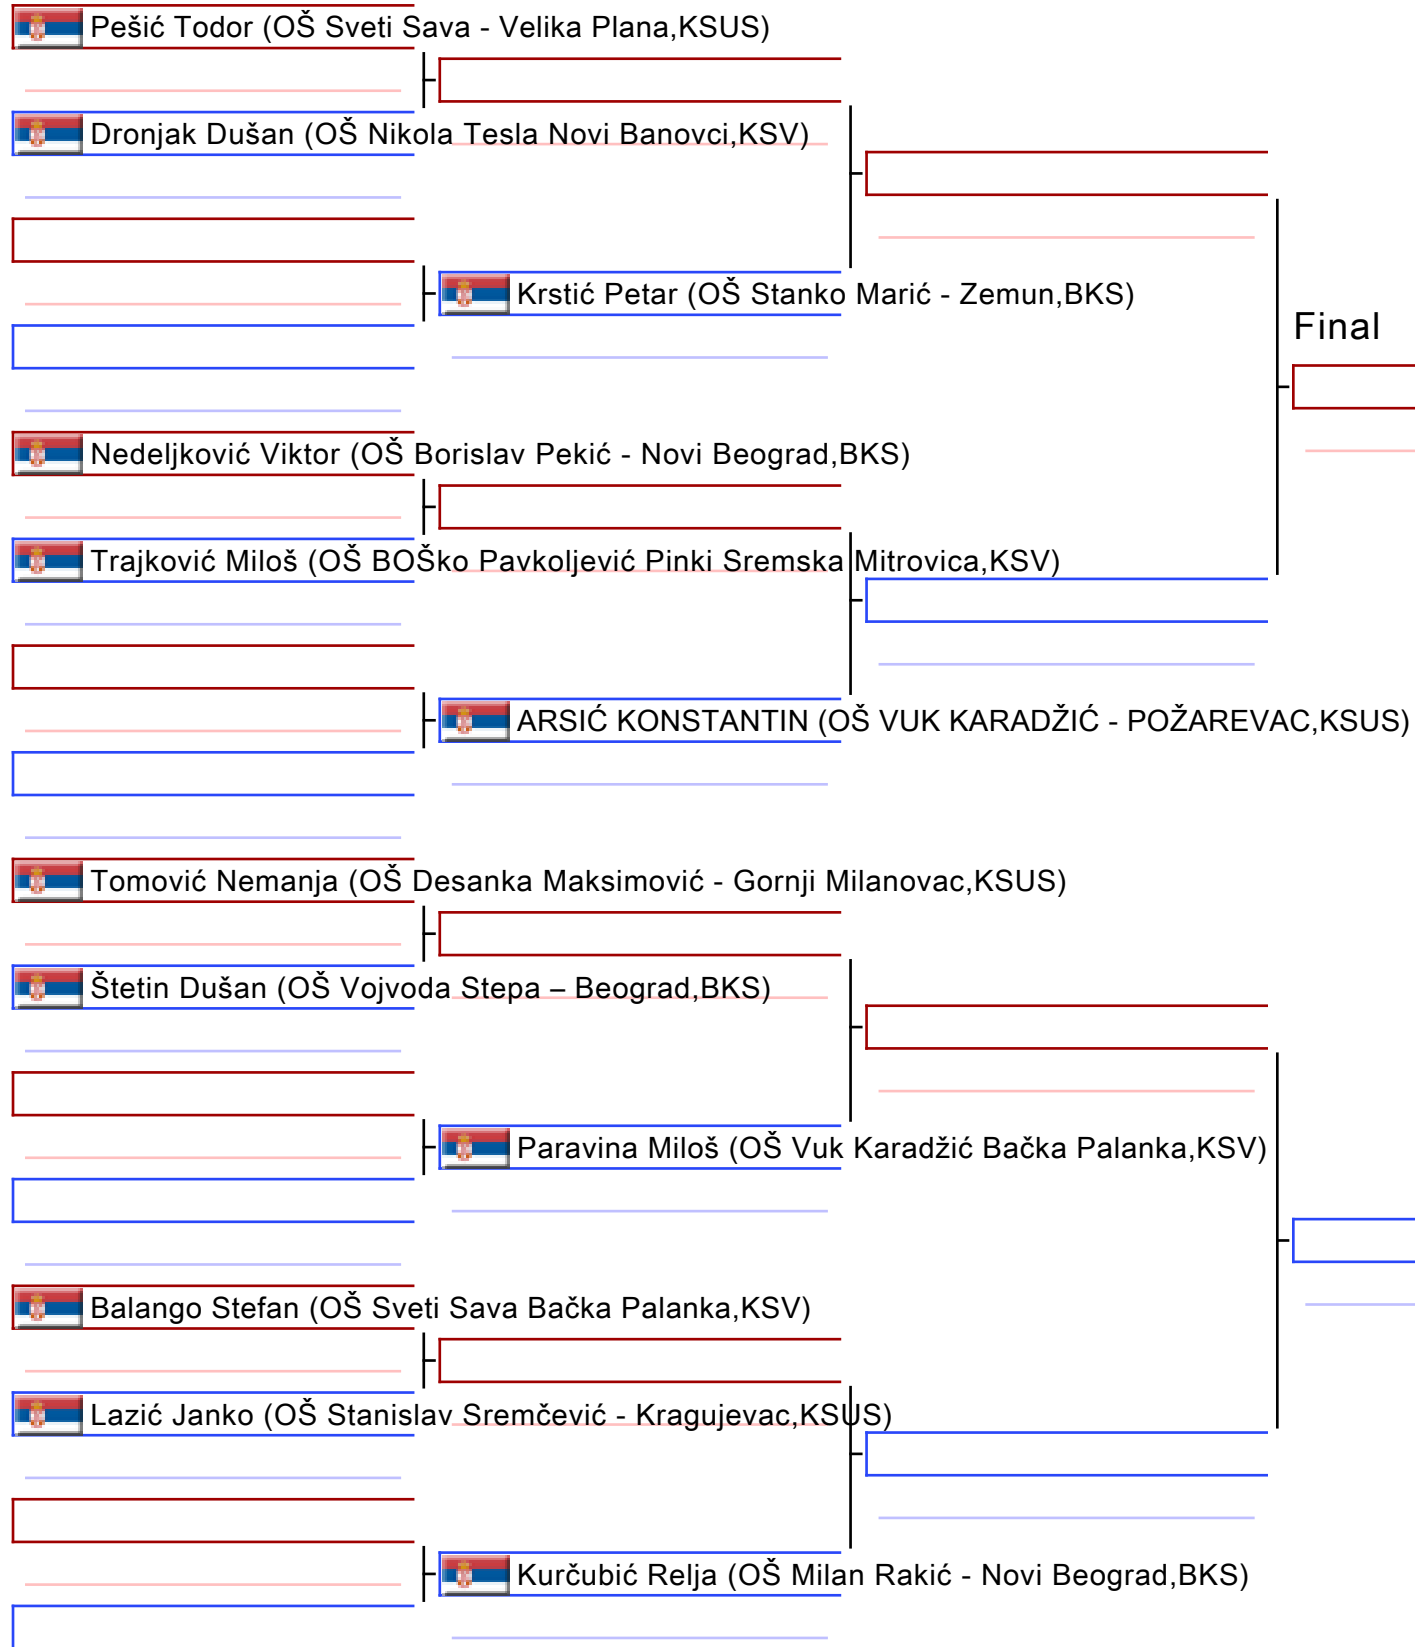 Pešić Todor (OŠ Sveti Sava - Velika Plana,KSUS)
Dronjak Dušan (OŠ Nikola Tesla Novi Banovci,KSV)
Krstić Petar (OŠ Stanko Marić - Zemun,BKS)
Final
Nedeljković Viktor (OŠ Borislav Pekić - Novi Beograd,BKS)
Trajković Miloš (OŠ BOŠko Pavkoljević Pinki Sremska Mitrovica,KSV)
ARSIĆ KONSTANTIN (OŠ VUK KARADŽIĆ - POŽAREVAC,KSUS)
Tomović Nemanja (OŠ Desanka Maksimović - Gornji Milanovac,KSUS)
Štetin Dušan (OŠ Vojvoda Stepa – Beograd,BKS)
Paravina Miloš (OŠ Vuk Karadžić Bačka Palanka,KSV)
Balango Stefan (OŠ Sveti Sava Bačka Palanka,KSV)
Lazić Janko (OŠ Stanislav Sremčević - Kragujevac,KSUS)
Kurčubić Relja (OŠ Milan Rakić - Novi Beograd,BKS)